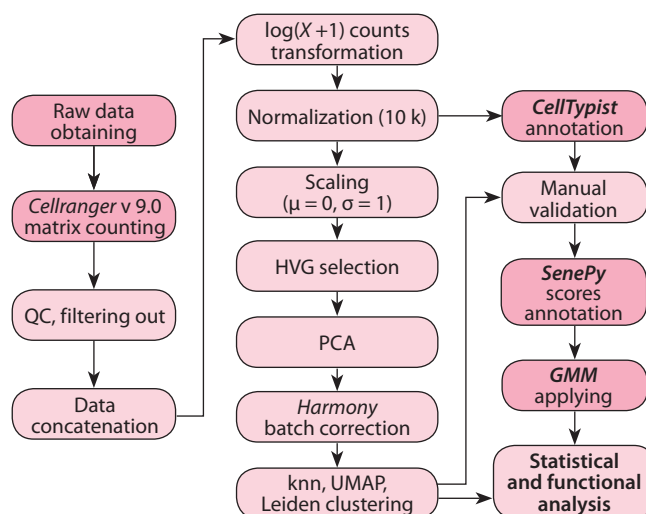 Raw data
obtaining
Cellranger v 9.0
matrix counting
QC, filtering out
Data
concatenation
log(X +1) counts
transformation
Normalization (10 k)
Scaling
(μ = 0, σ = 1)
HVG selection
PCA
Harmony
batch correction
knn, UMAP,
Leiden clustering
CellTypist
annotation
Manual
validation
SenePy
scores
annotation
GMM
applying
Statistical
and functional
analysis